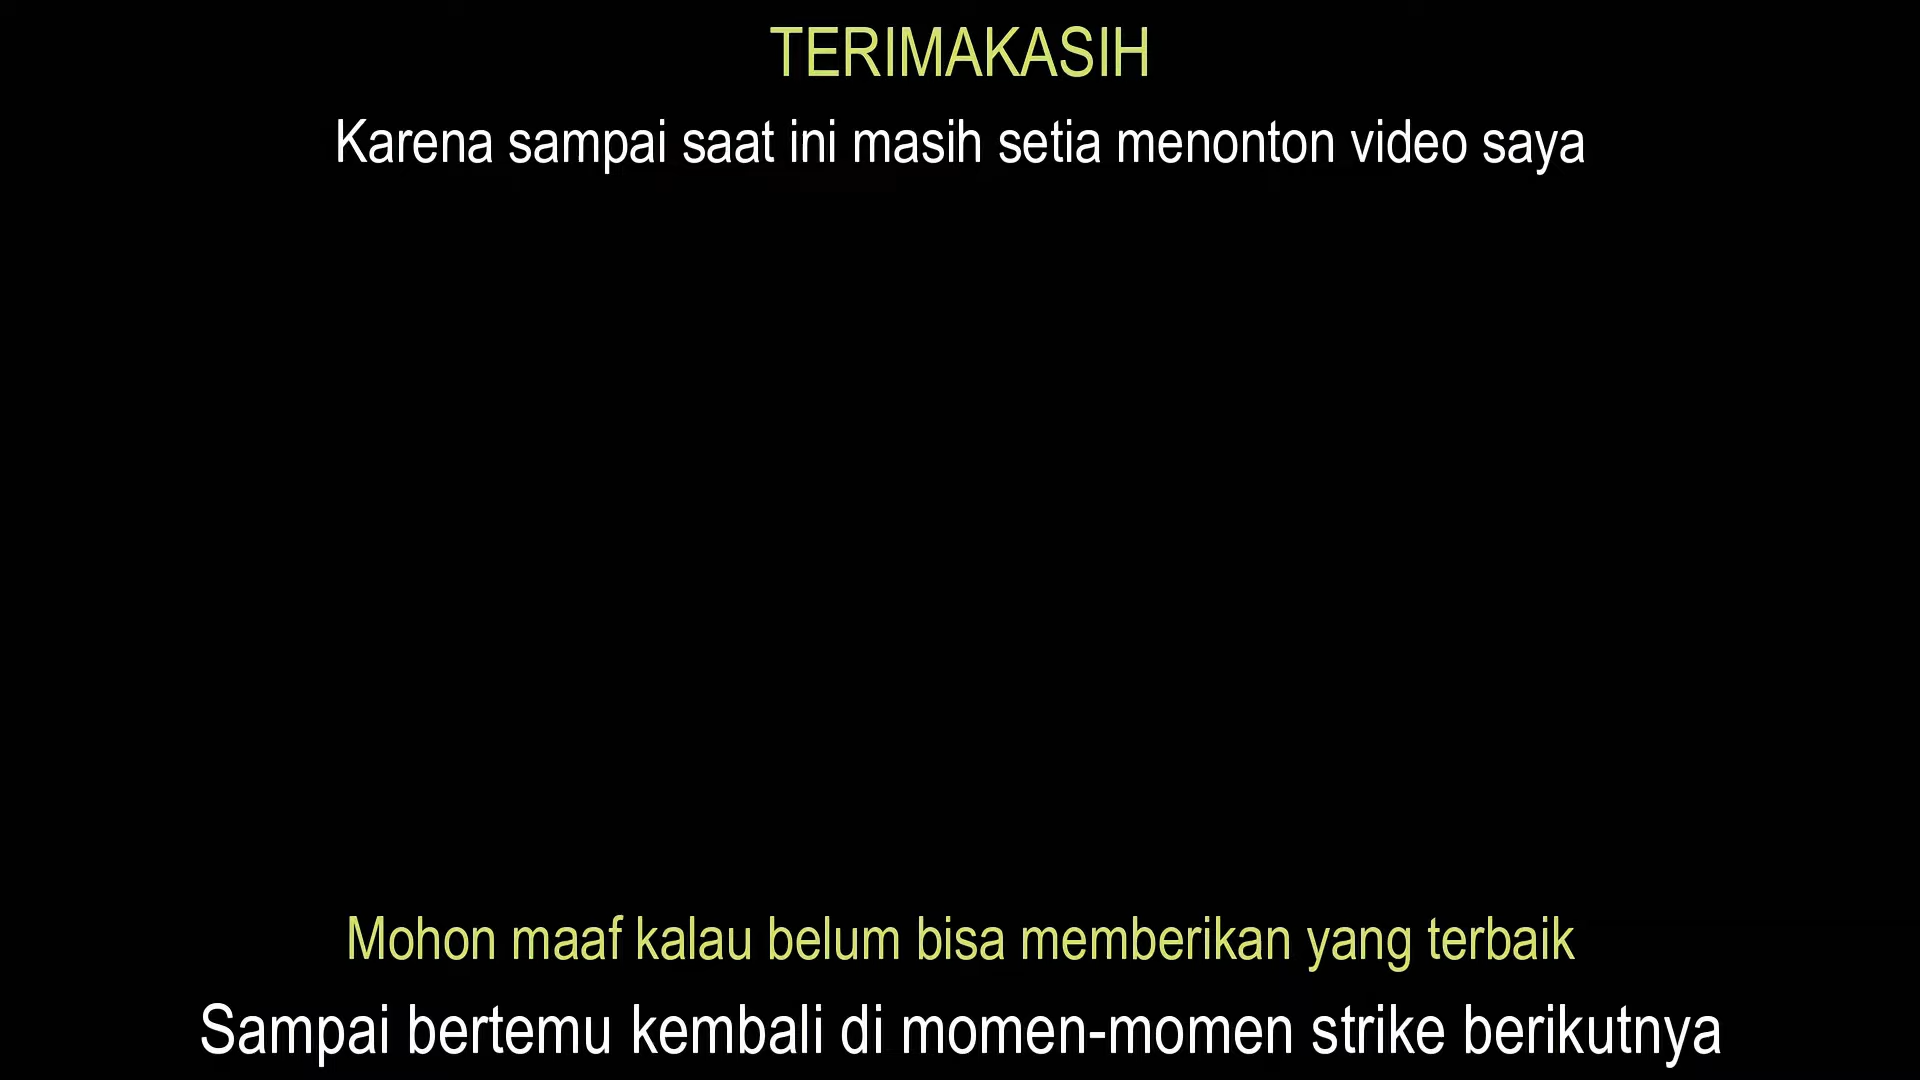 TERIMAKASIH
Karena sampai saat ini masih setia menonton video saya
Mohon maaf kalau belum bisa memberikan yang terbaik
Sampai bertemu kembali di momen-momen strike berikutnya